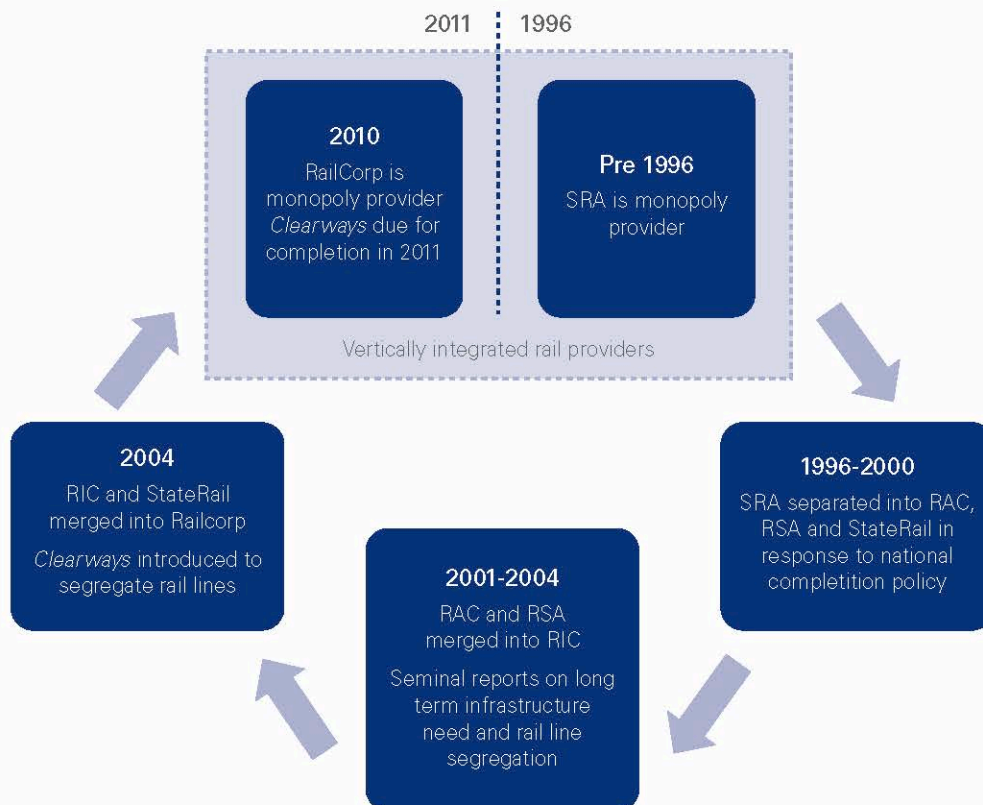 2011 1996
2010
RailCorp is
monopoly provider
Clearways due for
completion in 2011
Pre 1996
SRA is monopoly
provider
Vertically integrated rail providers
2004
RIC and StateRail
merged into Railcorp
Clearways introduced to
segregate rail lines
2001-2004
RAC and RSA
merged into RIC
Seminal reports on long
term infrastructure
need and rail line
segregation
1996-2000
SRA separated into RAC,
RSA and StateRail in
response to national
completition policy